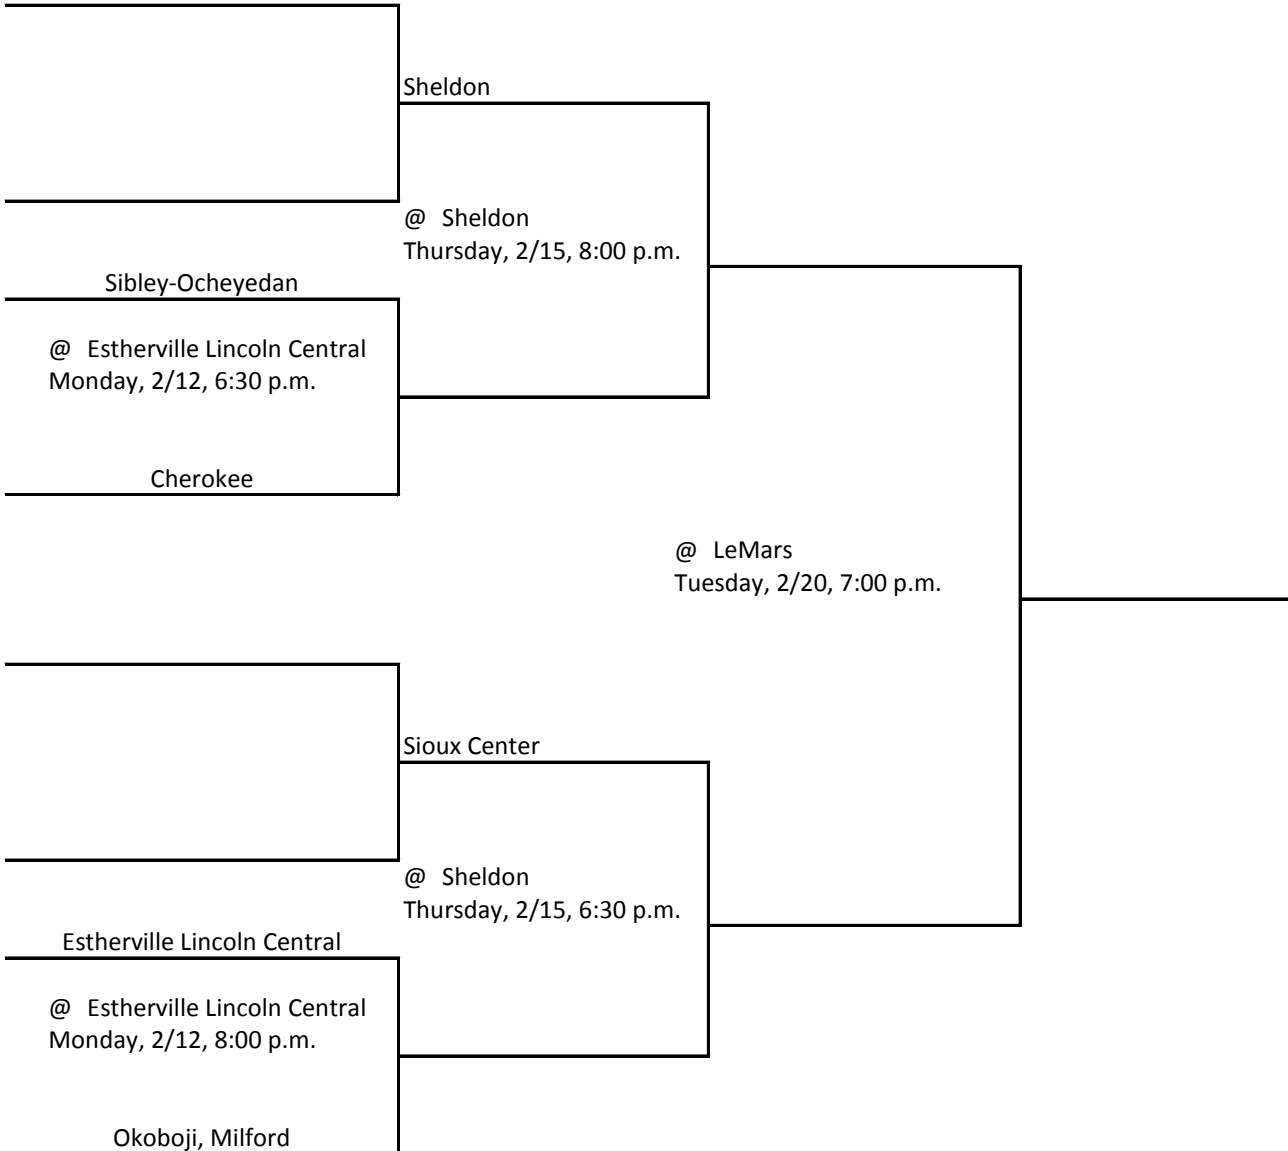 Sheldon
@ Sheldon
Thursday, 2/15, 8:00 p.m.
Sibley-Ocheyedan
@ Estherville Lincoln Central
Monday, 2/12, 6:30 p.m.
Cherokee
@ LeMars
Tuesday, 2/20, 7:00 p.m.
Sioux Center
@ Sheldon
Thursday, 2/15, 6:30 p.m.
Estherville Lincoln Central
@ Estherville Lincoln Central
Monday, 2/12, 8:00 p.m.
Okoboji, Milford